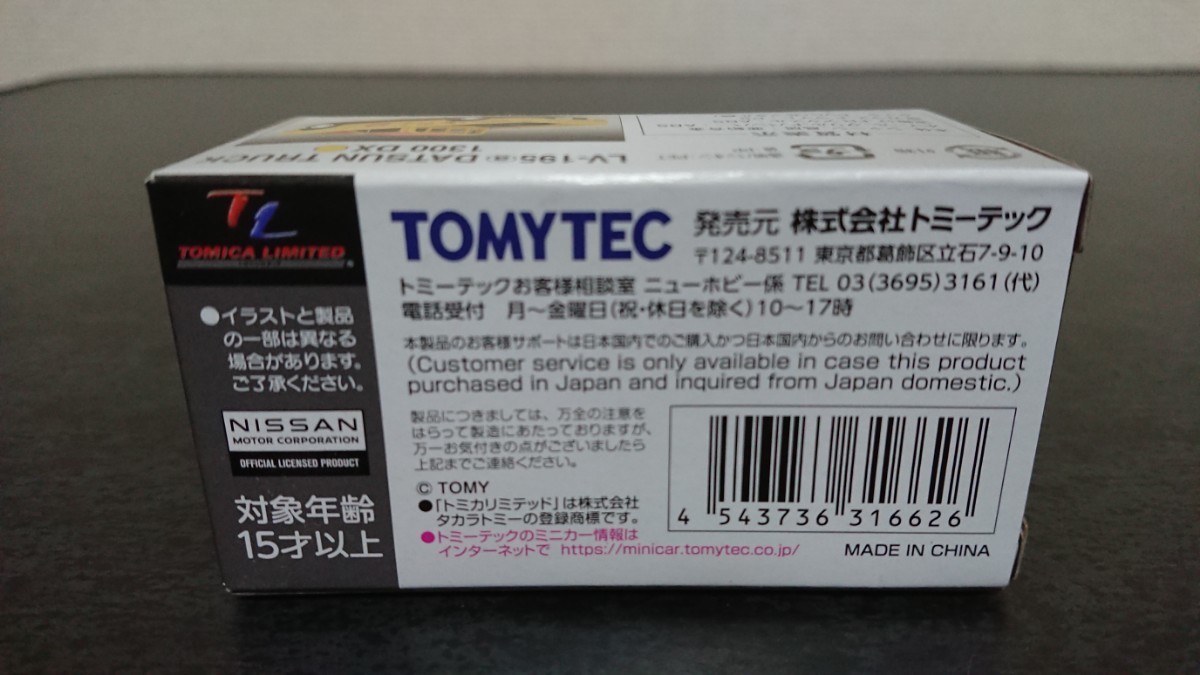 LV-195(a) DATSUN TRUCK
1300 DX
TL
TOMICA LIMITED
●イラストと製品
の一部は異なる
場合があります。
ご了承ください。
NISSAN
MOTOR CORPORATION
OFFICIAL LICENSED PRODUCT
対象年齢
15才以上
TOMYTEC
発売元 株式会社トミーテック
〒124-8511 東京都葛飾区立石7-9-10
トミーテックお客様相談室 ニューホビー係 TEL 03(3695)3161(代)
電話受付 月～金曜日(祝・休日を除く)10～17時
本製品のお客様サポートは日本国内でのご購入かつ日本国内からのお問い合わせに限ります。
(Customer service is only available in case this product
purchased in Japan and inquired from Japan domestic.)
製品につきましては、万全の注意を
はらって製造にあたっておりますが、
万一お気付きの点がございましたら
上記までご連絡ください。
© TOMY
●「トミカリミテッド」は株式会社
タカラトミーの登録商標です。
●トミーテックのミニカー情報は
インターネットで https://minicar.tomytec.co.jp/
4 543736 316626
MADE IN CHINA